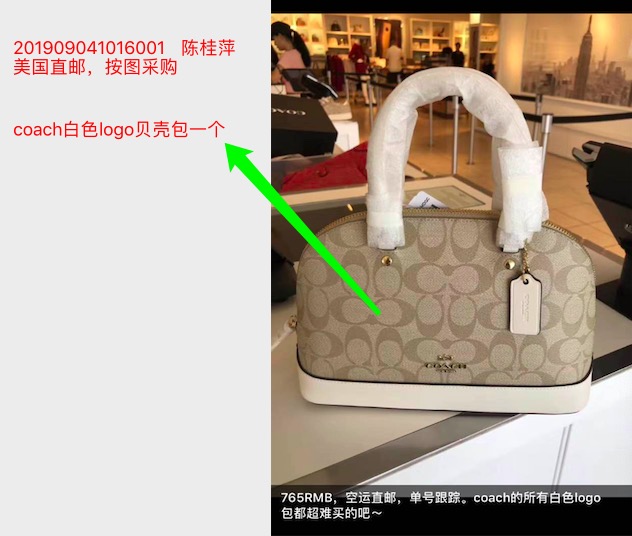 201909041016001 陈桂萍
美国直邮，按图采购
coach白色logo贝壳包一个
COACH
COACH
765RMB，空运直邮，单号跟踪。coach的所有白色logo
包都超难买的吧～